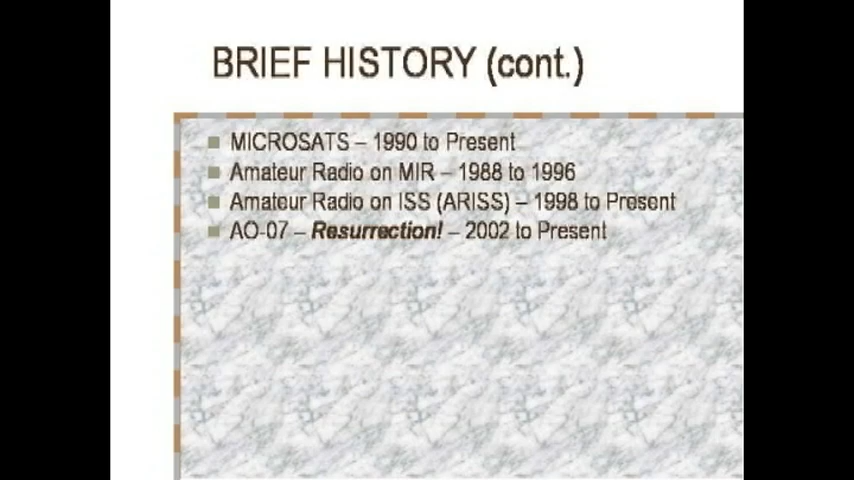 BRIEF HISTORY (cont.)
MICROSATS – 1990 to Present
Amateur Radio on MIR – 1988 to 1996
Amateur Radio on ISS (ARISS) – 1998 to Present
AO-07 – Resurrection! – 2002 to Present